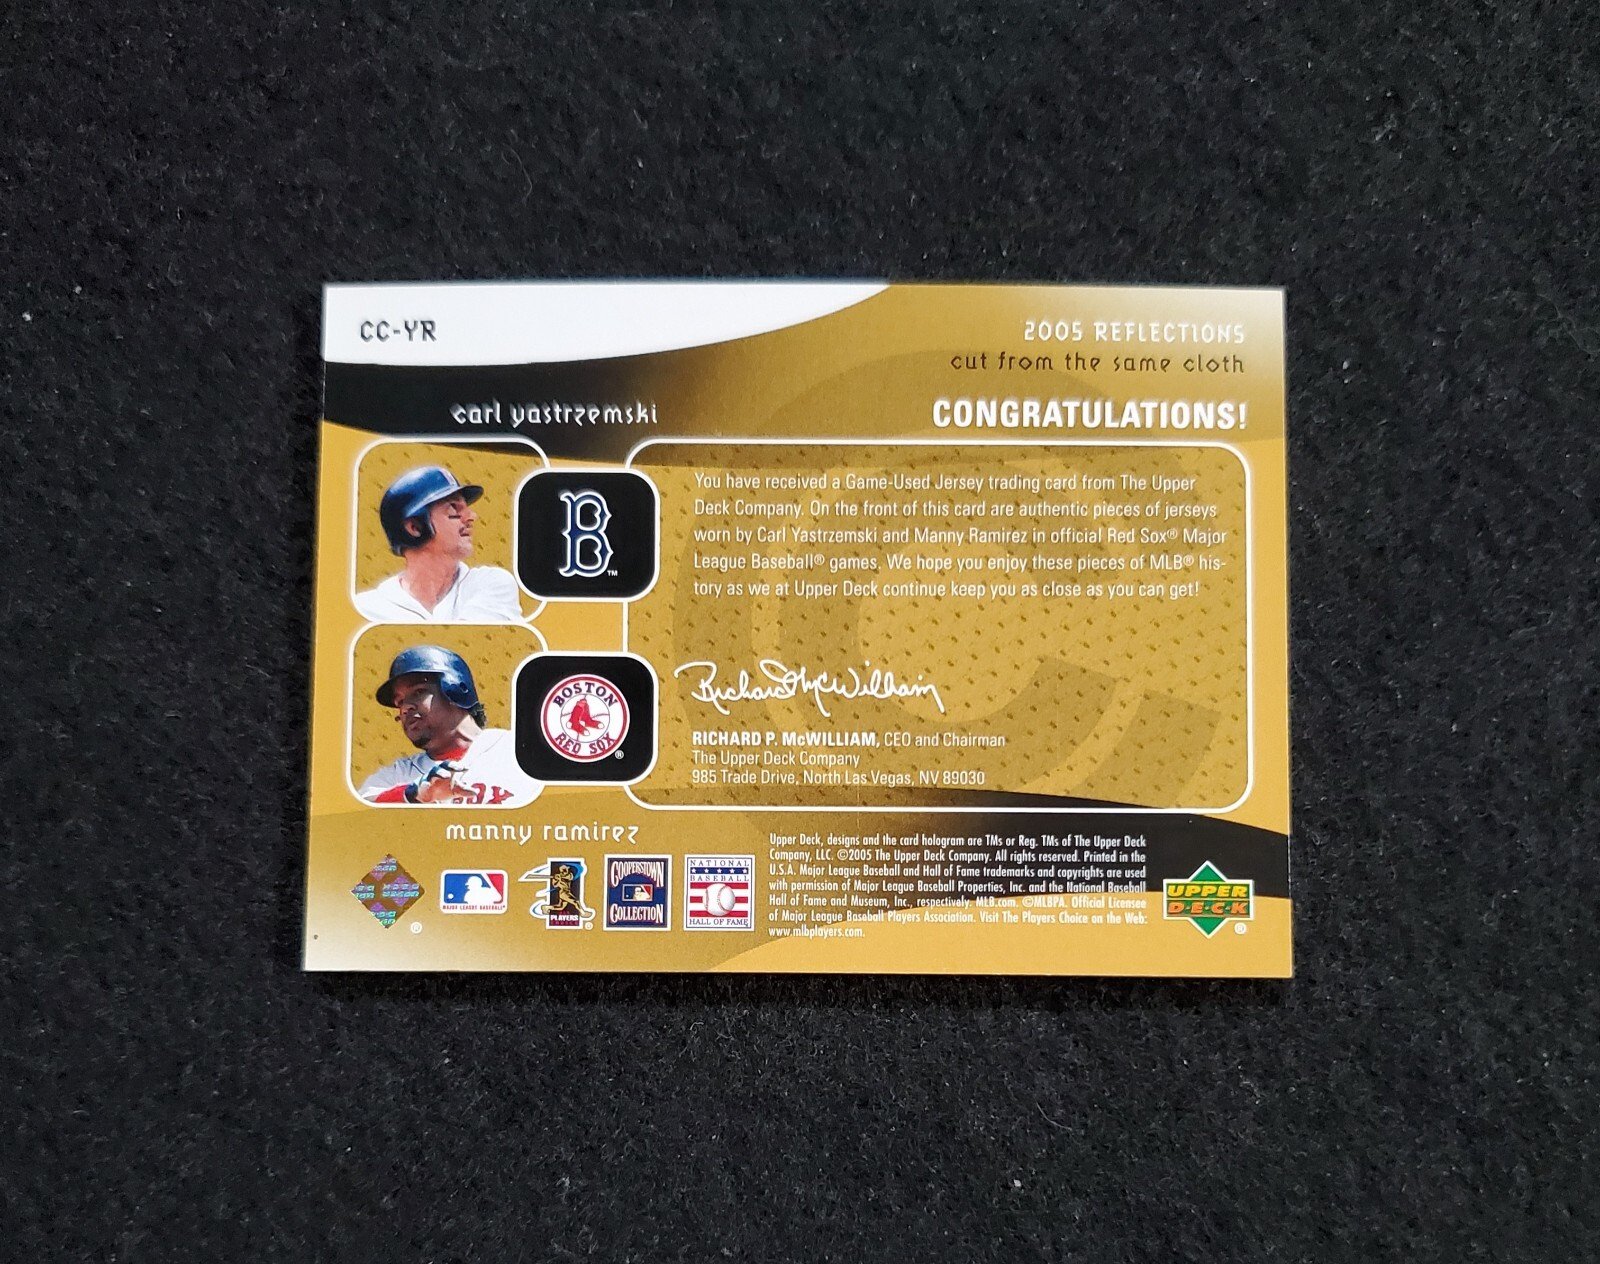 CC-YR
2005 REFLECTIONS
cut from the same cloth
carl yastrzemski
CONGRATULATIONS!
You have received a Game-Used Jersey trading card from The Upper
Deck Company. On the front of this card are authentic pieces of jerseys
worn by Carl Yastrzemski and Manny Ramirez in official Red Sox® Major
League Baseball® games. We hope you enjoy these pieces of MLB® his-
tory as we at Upper Deck continue keep you as close as you can get!
B™
BOSTON
RED SOX
®
Richard McWilliam
RICHARD P. McWILLIAM, CEO and Chairman
The Upper Deck Company
985 Trade Drive, North Las Vegas, NV 89030
manny ramirez
MAJOR LEAGUE BASEBALL®
PLAYERS
®
COOPERSTOWN
COLLECTION
NATIONAL
BASEBALL
HALL OF FAME
®
Upper Deck, designs and the card hologram are TMs or Reg. TMs of The Upper Deck
Company, LLC. ©2005 The Upper Deck Company. All rights reserved. Printed in the
U.S.A. Major League Baseball and Hall of Fame trademarks and copyrights are used
with permission of Major League Baseball Properties, Inc. and the National Baseball
Hall of Fame and Museum, Inc., respectively. MLB.com. ©MLBPA. Official Licensee
of Major League Baseball Players Association. Visit The Players Choice on the Web:
www.mlbplayers.com.
UPPER
D·E·C·K
®